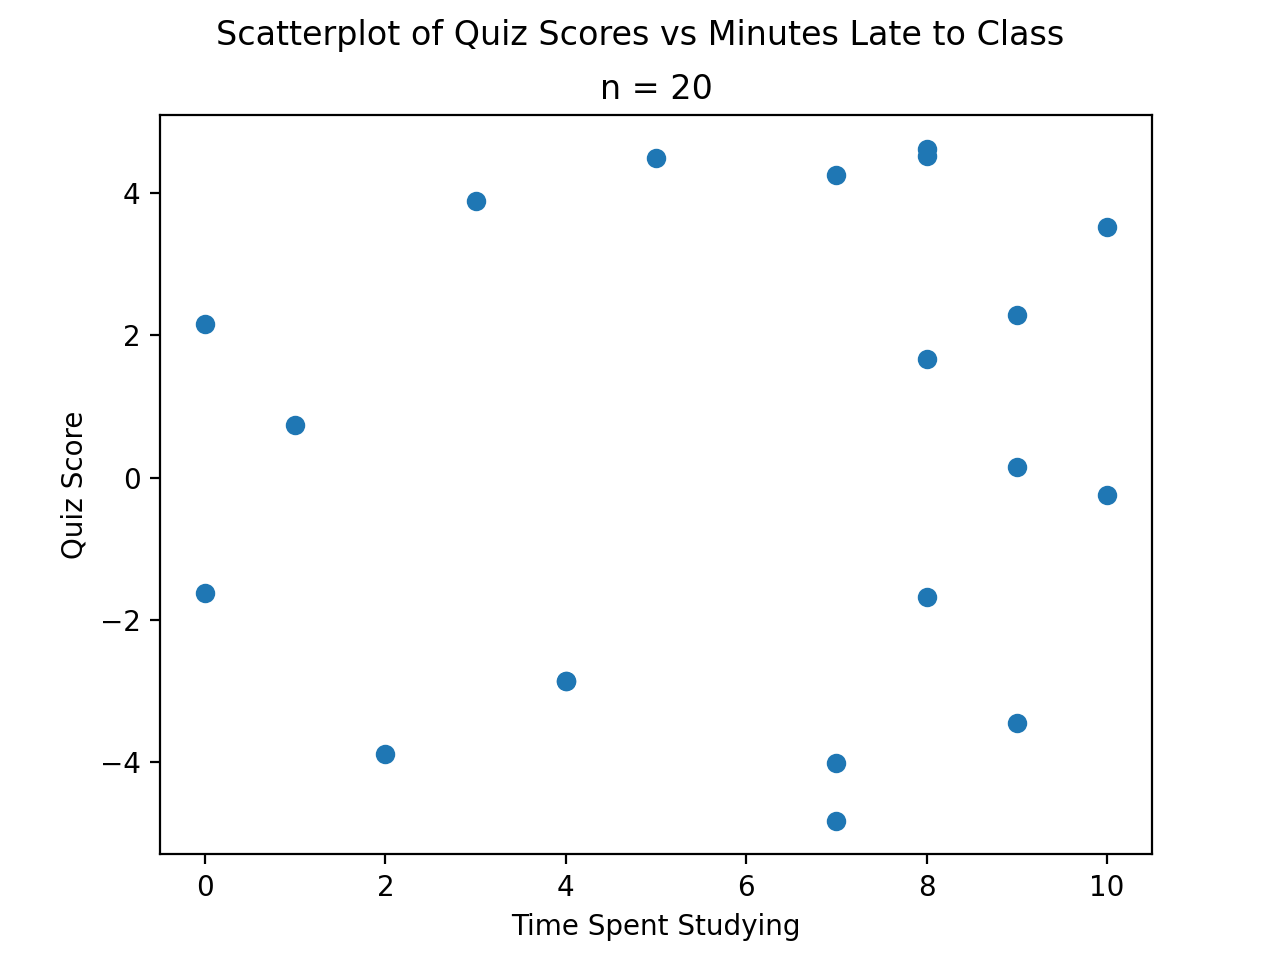 Scatterplot of Quiz Scores vs Minutes Late to Class
n = 20
4
2
0
−2
−4
Quiz Score
0 2 4 6 8 10
Time Spent Studying